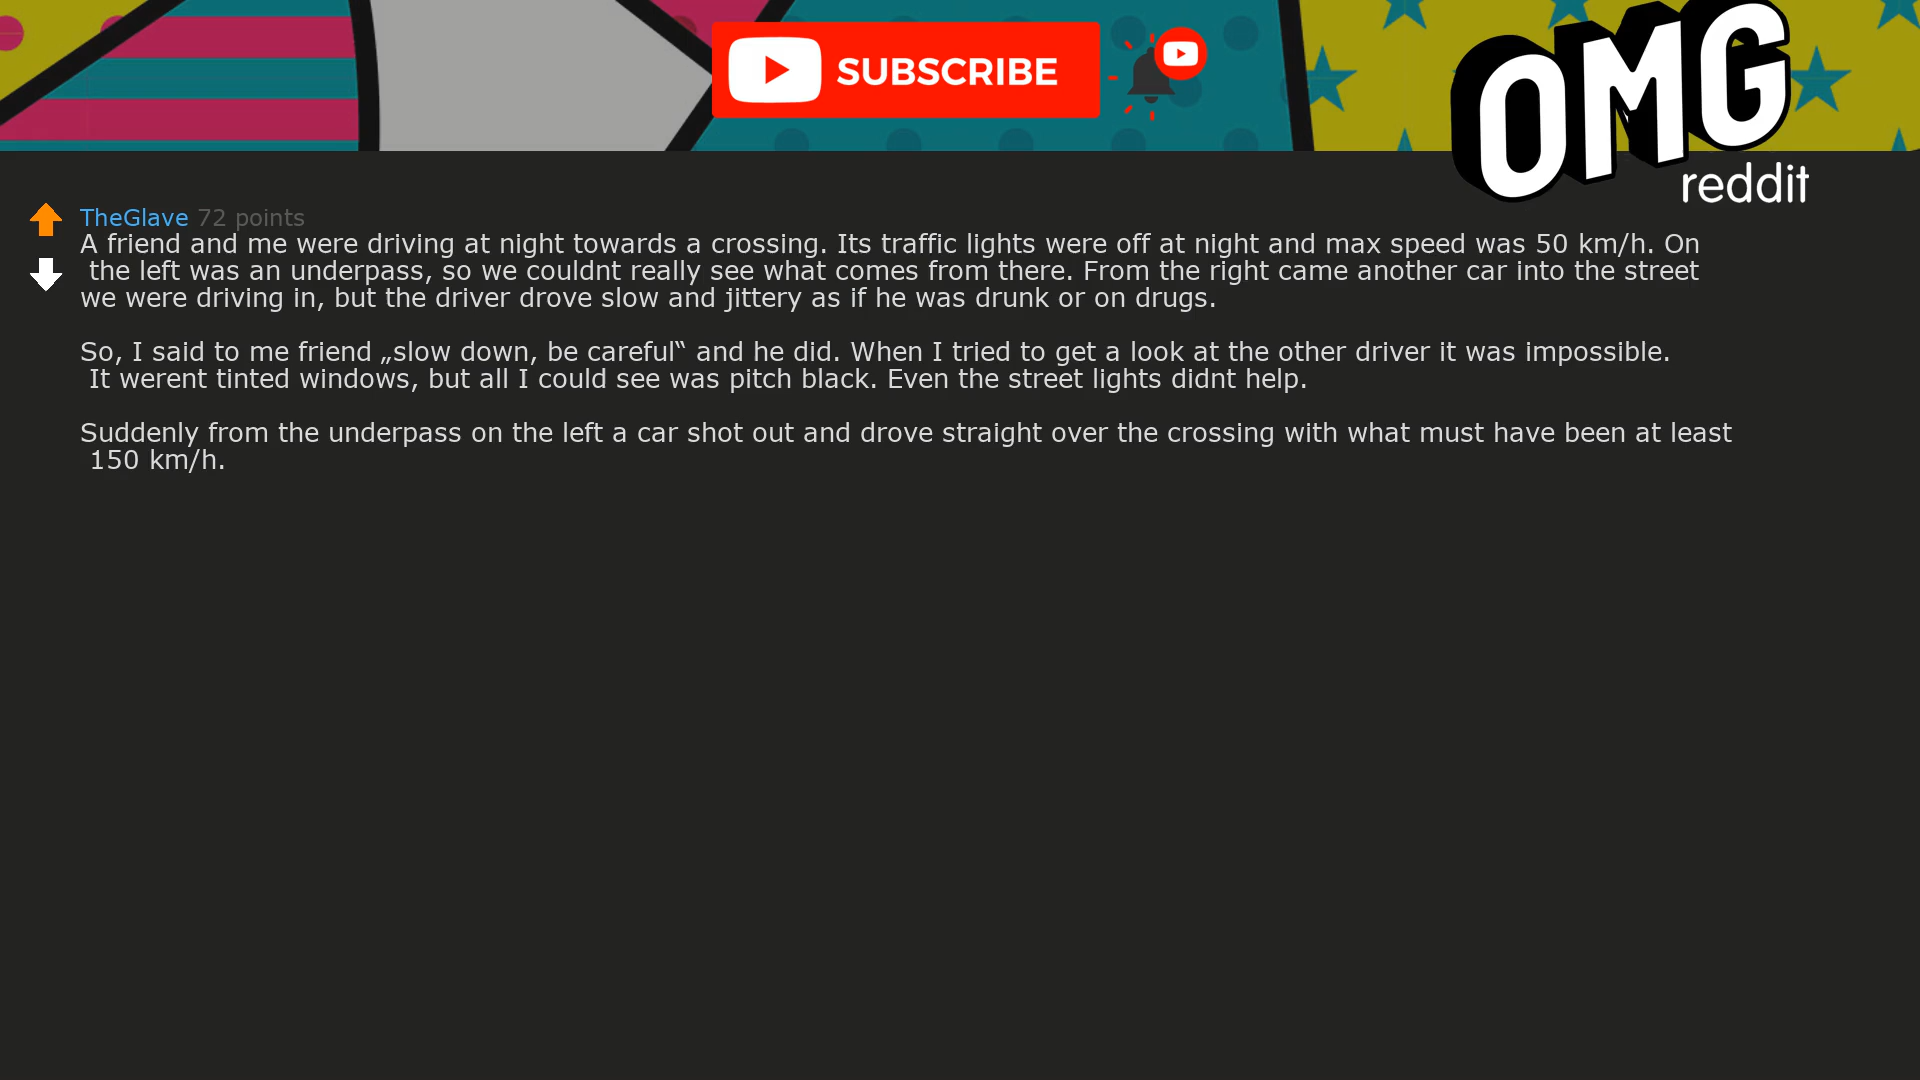 SUBSCRIBE
OMG
reddit
TheGlave 72 points
A friend and me were driving at night towards a crossing. Its traffic lights were off at night and max speed was 50 km/h. On
the left was an underpass, so we couldnt really see what comes from there. From the right came another car into the street
we were driving in, but the driver drove slow and jittery as if he was drunk or on drugs.
So, I said to me friend „slow down, be careful‟ and he did. When I tried to get a look at the other driver it was impossible.
It werent tinted windows, but all I could see was pitch black. Even the street lights didnt help.
Suddenly from the underpass on the left a car shot out and drove straight over the crossing with what must have been at least
150 km/h.